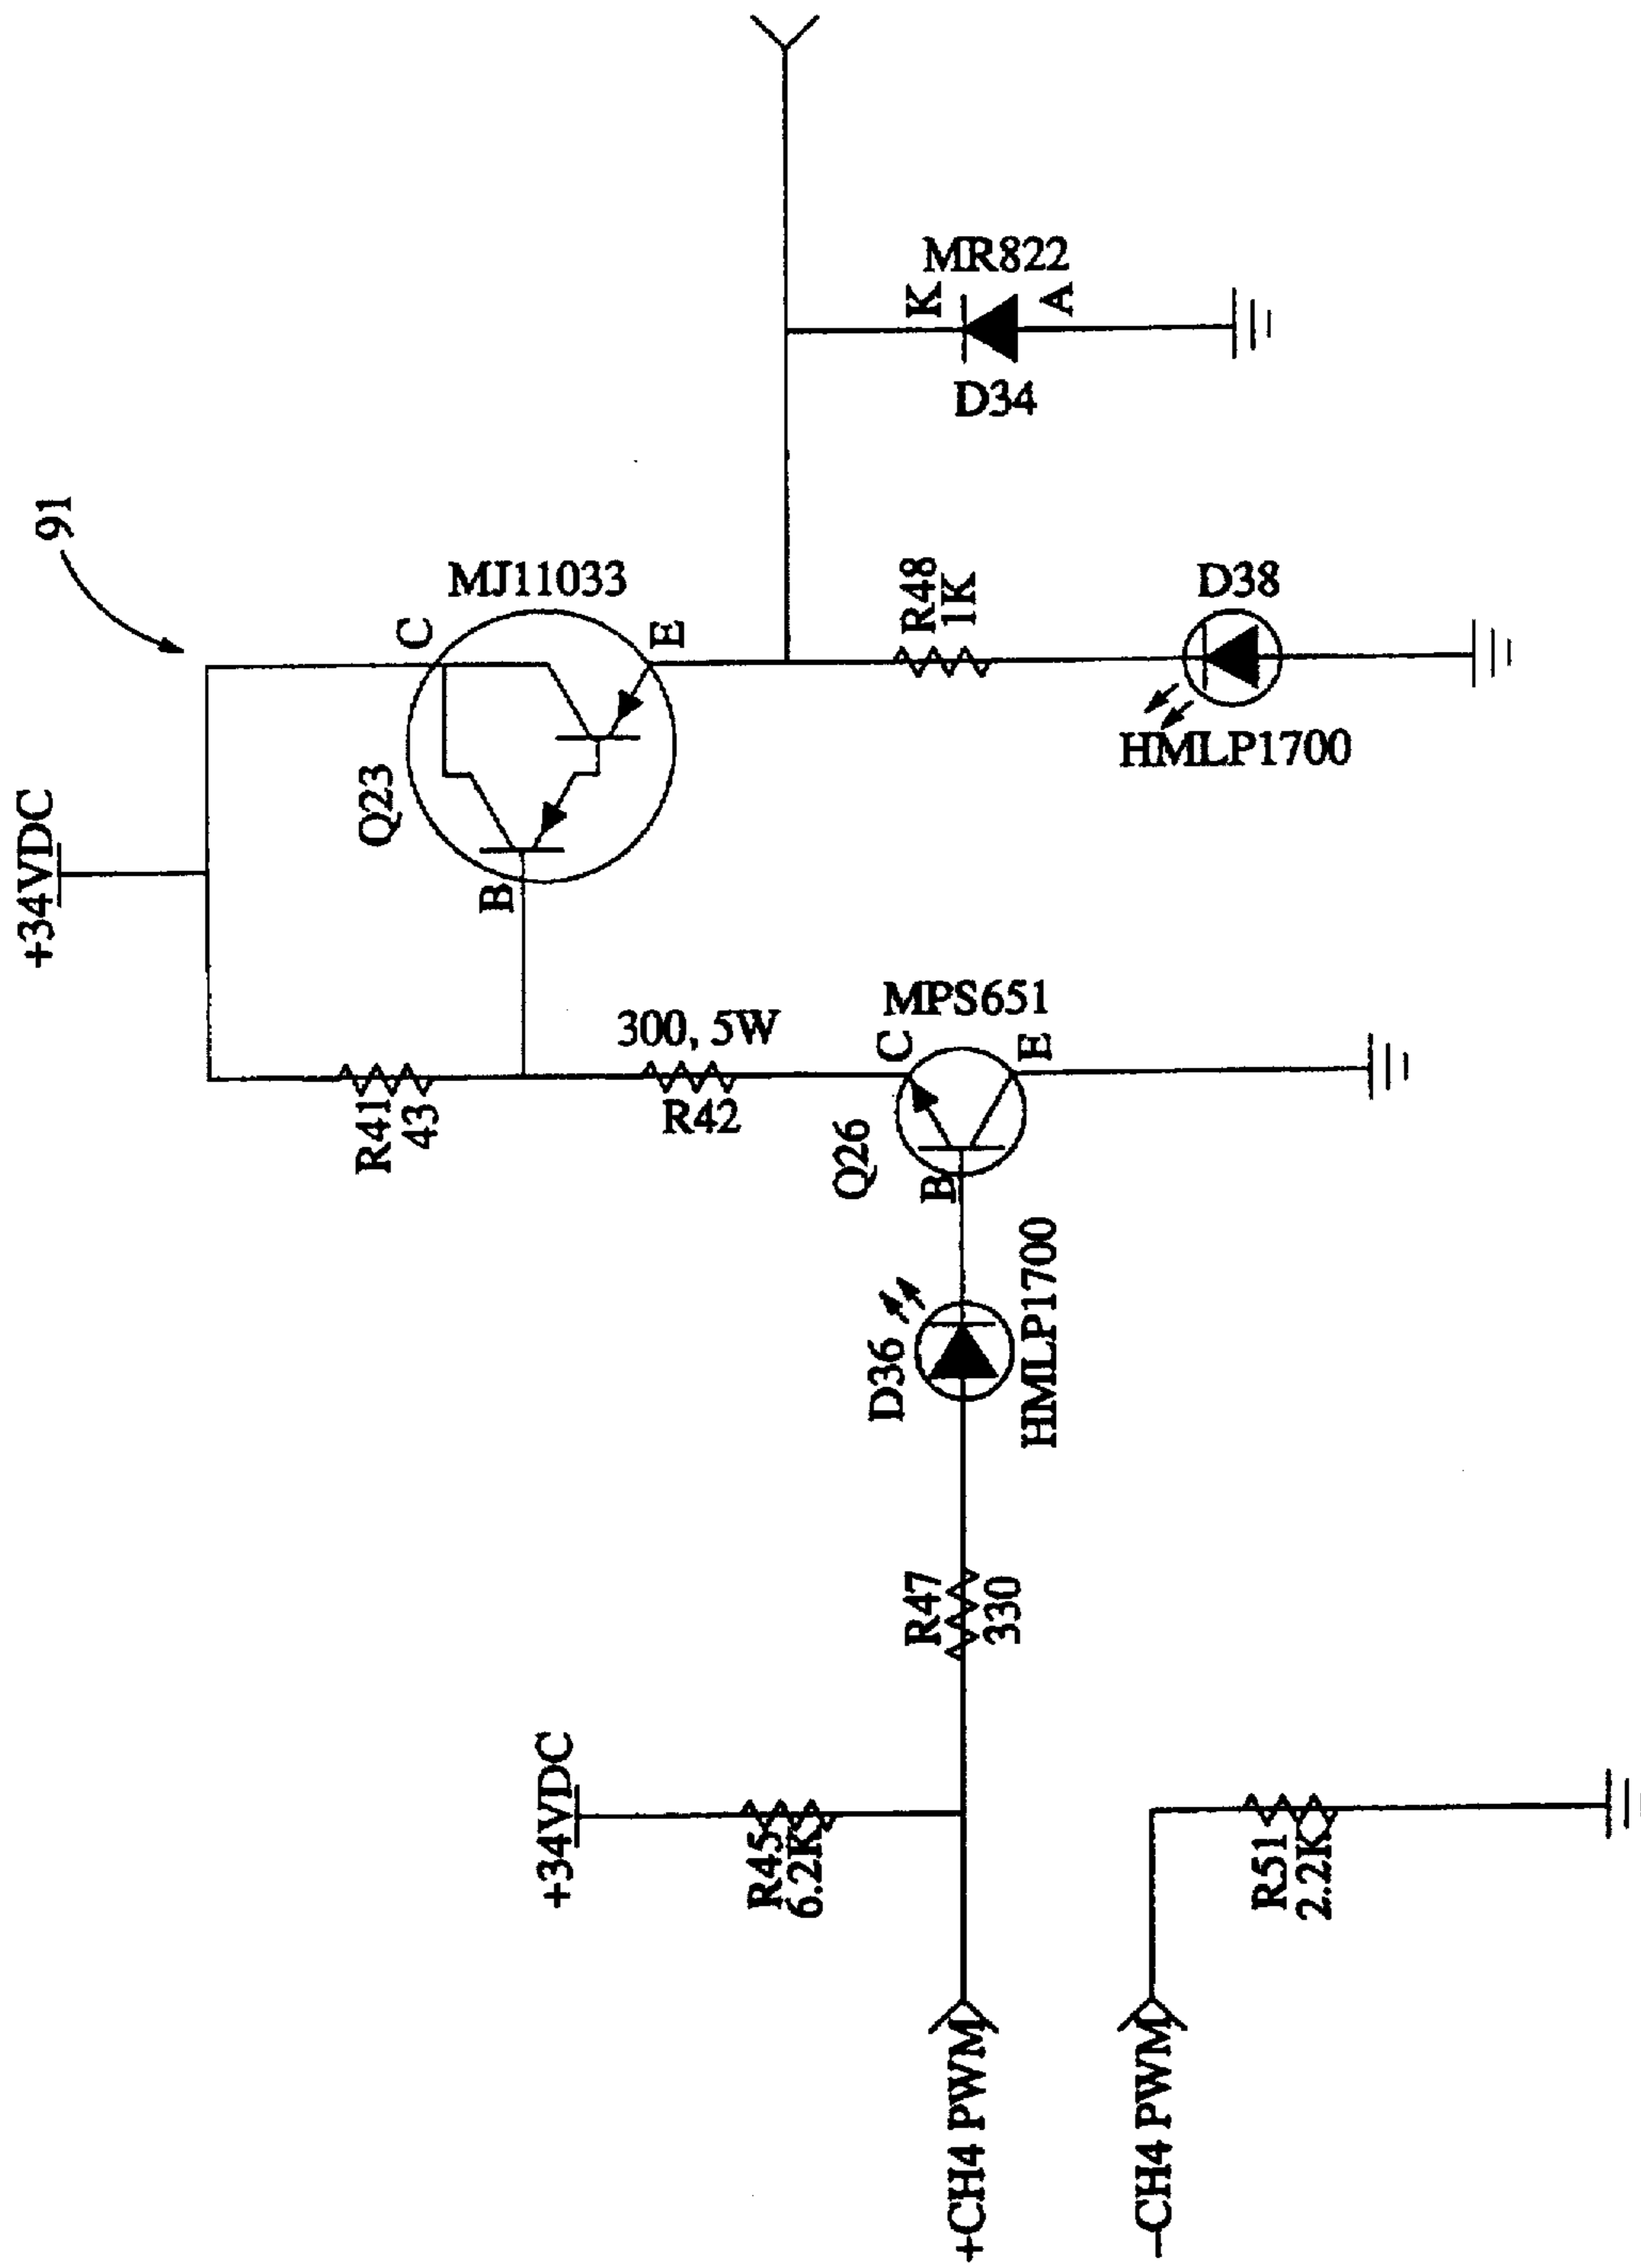 91
+34VDC
MJ11033
C
E
B
Q23
R41
43
300, 5W
R42
MPS651
C
E
B
Q26
MR822
K
A
D34
R48
1K
D38
HMLP1700
D36
HMLP1700
R47
330
+34VDC
R45
6.2K
R51
2.2K
+CH4 PWM
-CH4 PWM